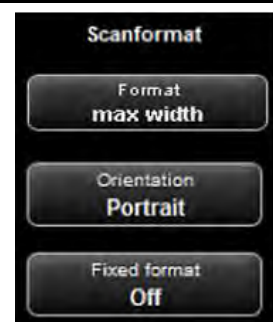 Scanformat
Format
max width
Orientation
Portrait
Fixed format
Off